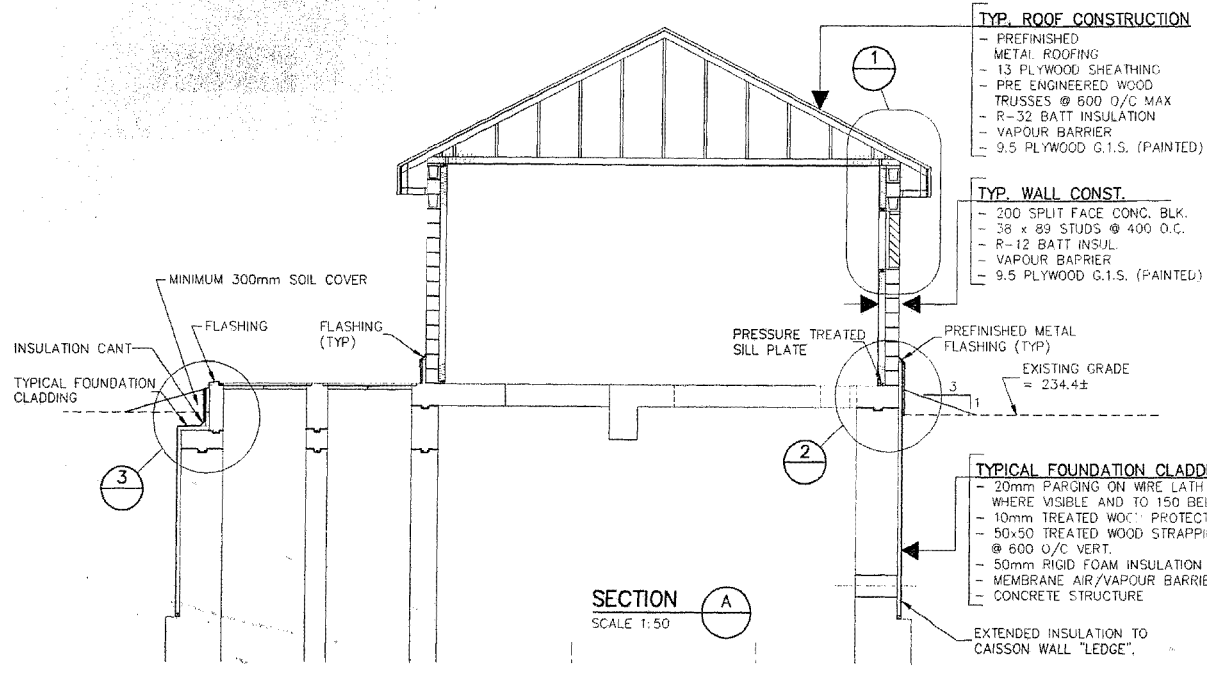 TYP. ROOF CONSTRUCTION
- PREFINISHED
METAL ROOFING
- 13 PLYWOOD SHEATHING
- PRE ENGINEERED WOOD
TRUSSES @ 600 O/C MAX
- R-32 BATT INSULATION
- VAPOUR BARRIER
- 9.5 PLYWOOD G.1.S. (PAINTED)
1
TYP. WALL CONST.
- 200 SPLIT FACE CONC. BLK.
- 38 x 89 STUDS @ 400 O.C.
- R-12 BATT INSUL.
- VAPOUR BARRIER
- 9.5 PLYWOOD G.1.S. (PAINTED)
MINIMUM 300mm SOIL COVER
FLASHING
FLASHING
(TYP)
INSULATION CANT
TYPICAL FOUNDATION
CLADDING
PRESSURE TREATED
SILL PLATE
PREFINISHED METAL
FLASHING (TYP)
EXISTING GRADE
= 234.4±
3
1
3
2
TYPICAL FOUNDATION CLADDI
- 20mm PARGING ON WIRE LATH
WHERE VISIBLE AND TO 150 BE
- 10mm TREATED WOOD PROTECT
- 50x50 TREATED WOOD STRAPPI
@ 600 O/C VERT.
- 50mm RIGID FOAM INSULATION
- MEMBRANE AIR/VAPOUR BARRIE
- CONCRETE STRUCTURE
SECTION A
SCALE 1:50
EXTENDED INSULATION TO
CAISSON WALL "LEDGE".